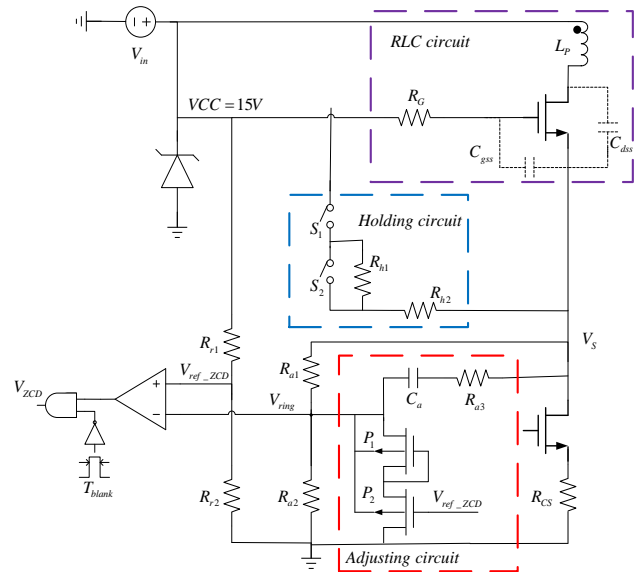 RLC circuit
L_P
V_in
VCC = 15V
R_G
C_gss
C_dss
Holding circuit
S_1
R_h1
S_2
R_h2
R_r1
R_a1
V_S
V_ZCD
+
V_ref_ZCD
C_a
R_a3
−
V_ring
P_1
T_blank
R_r2
R_a2
P_2
V_ref_ZCD
R_CS
Adjusting circuit